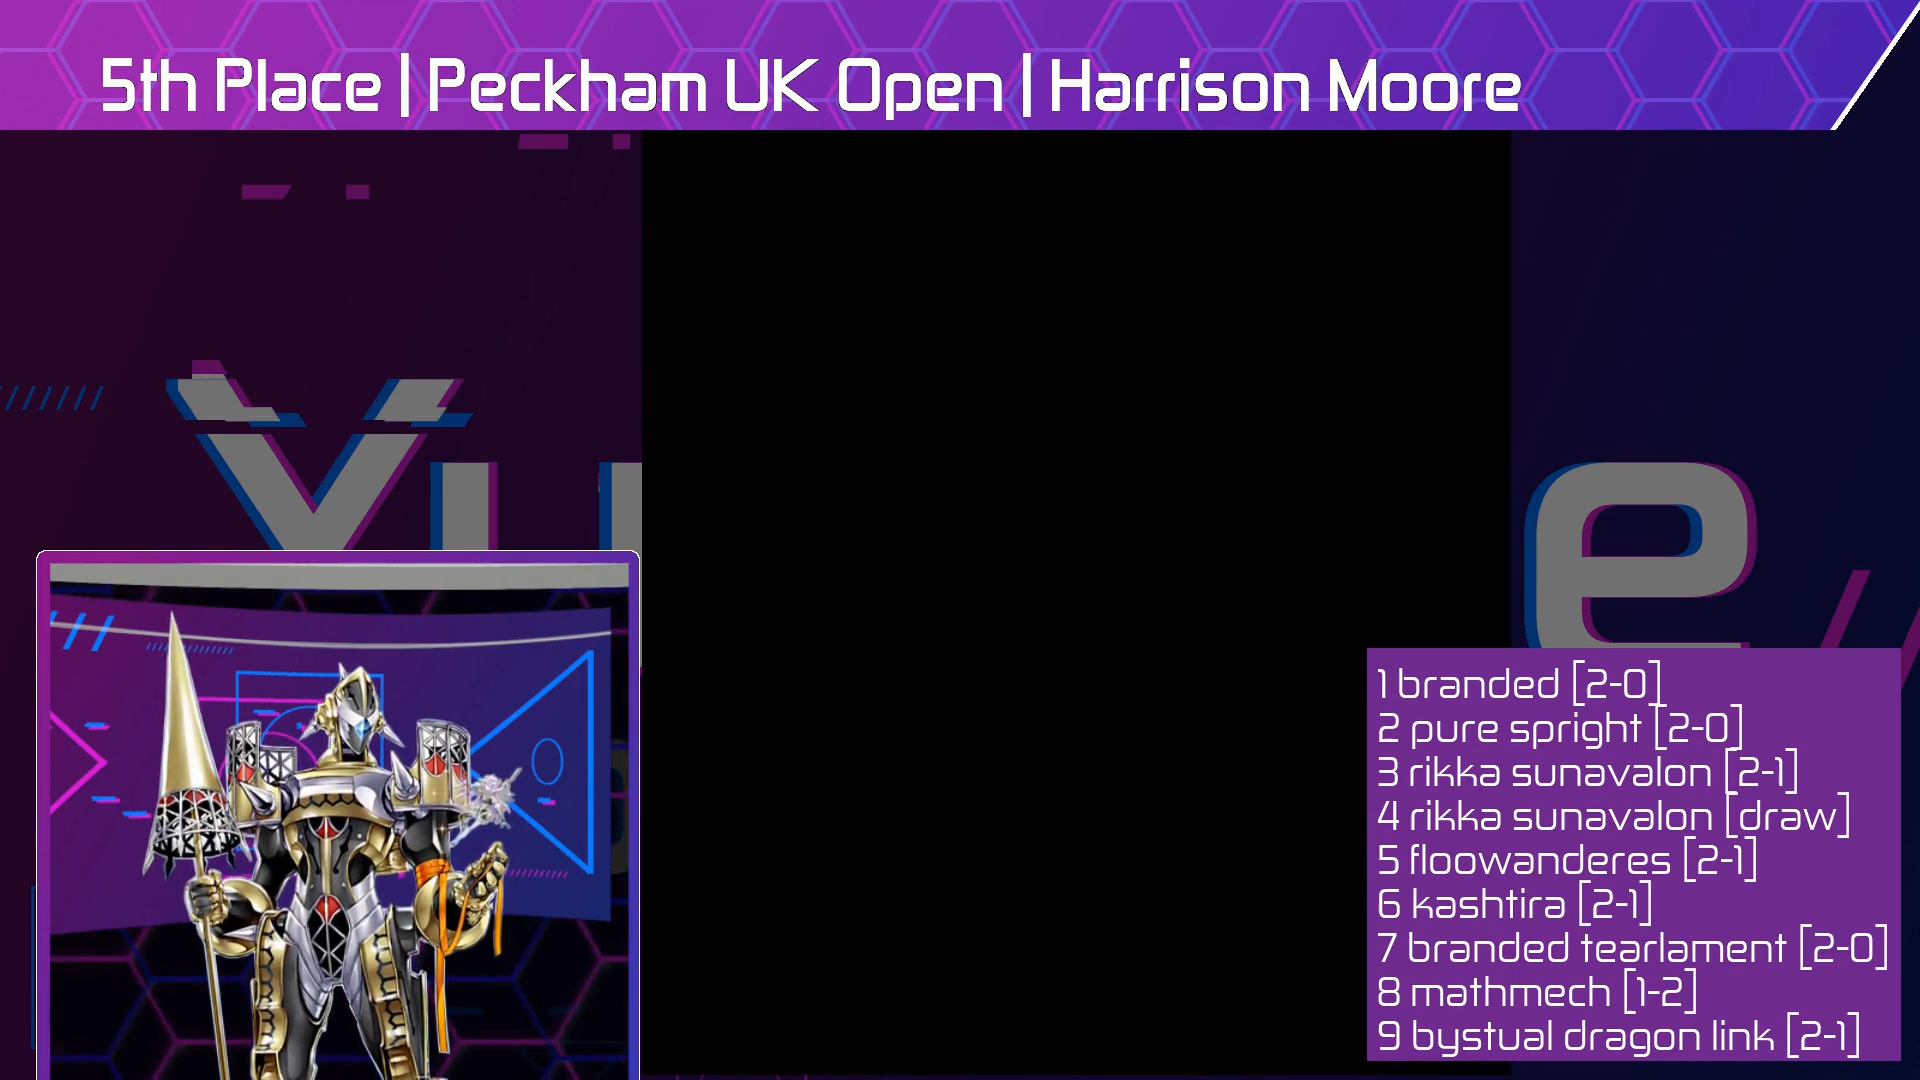 5th Place | Peckham UK Open | Harrison Moore
1 branded [2-0]
2 pure spright [2-0]
3 rikka sunavalon [2-1]
4 rikka sunavalon [draw]
5 floowanderes [2-1]
6 kashtira [2-1]
7 branded tearlament [2-0]
8 mathmech [1-2]
9 bystual dragon link [2-1]